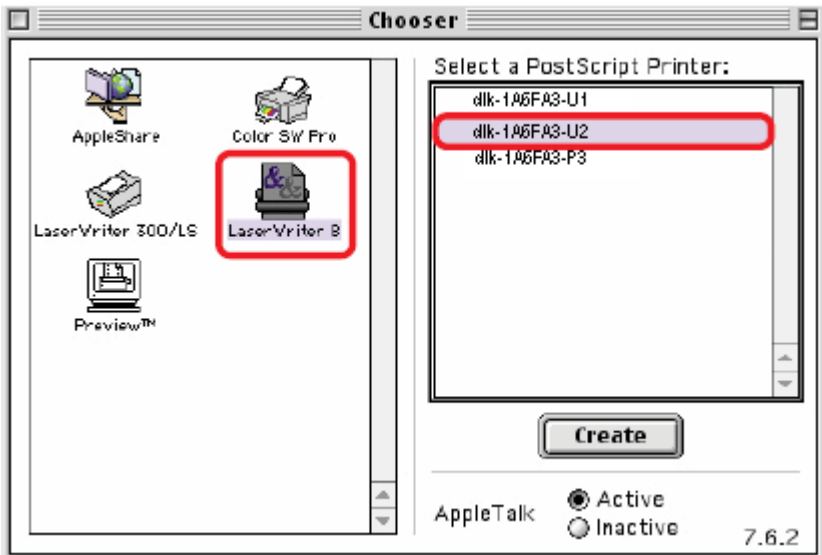 Chooser
Select a PostScript Printer:
AppleShare
Color SW Pro
LaserWriter 300/LS
LaserWriter 8
Preview™
dlk-1A6FA3-U1
dlk-1A6FA3-U2
dlk-1A6FA3-P3
Create
AppleTalk
Active
Inactive
7.6.2